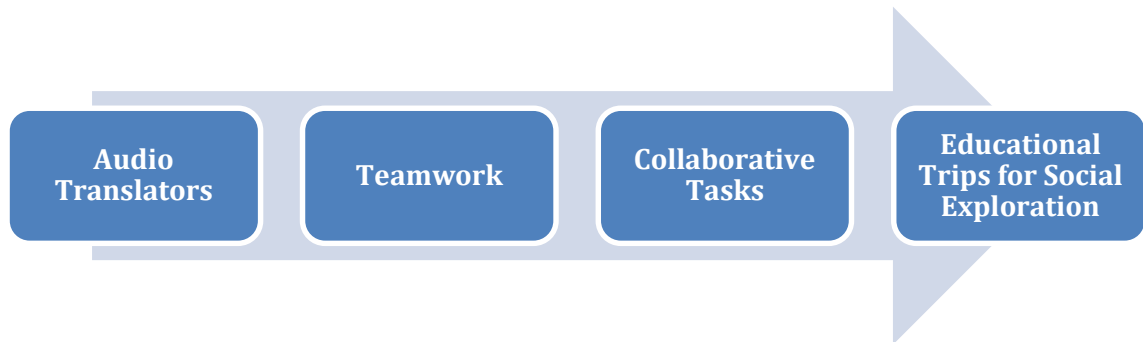 Audio
Translators
Teamwork
Collaborative
Tasks
Educational
Trips for Social
Exploration